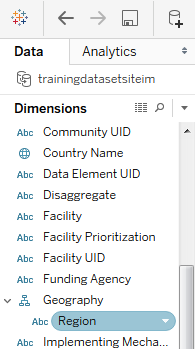 Data Analytics
trainingdatasetsiteim
Dimensions
Abc Community UID
Country Name
Abc Data Element UID
Abc Disaggregate
Abc Facility
Abc Facility Prioritization
Abc Facility UID
Abc Funding Agency
Geography
Abc Region
Abc Implementing Mecha...